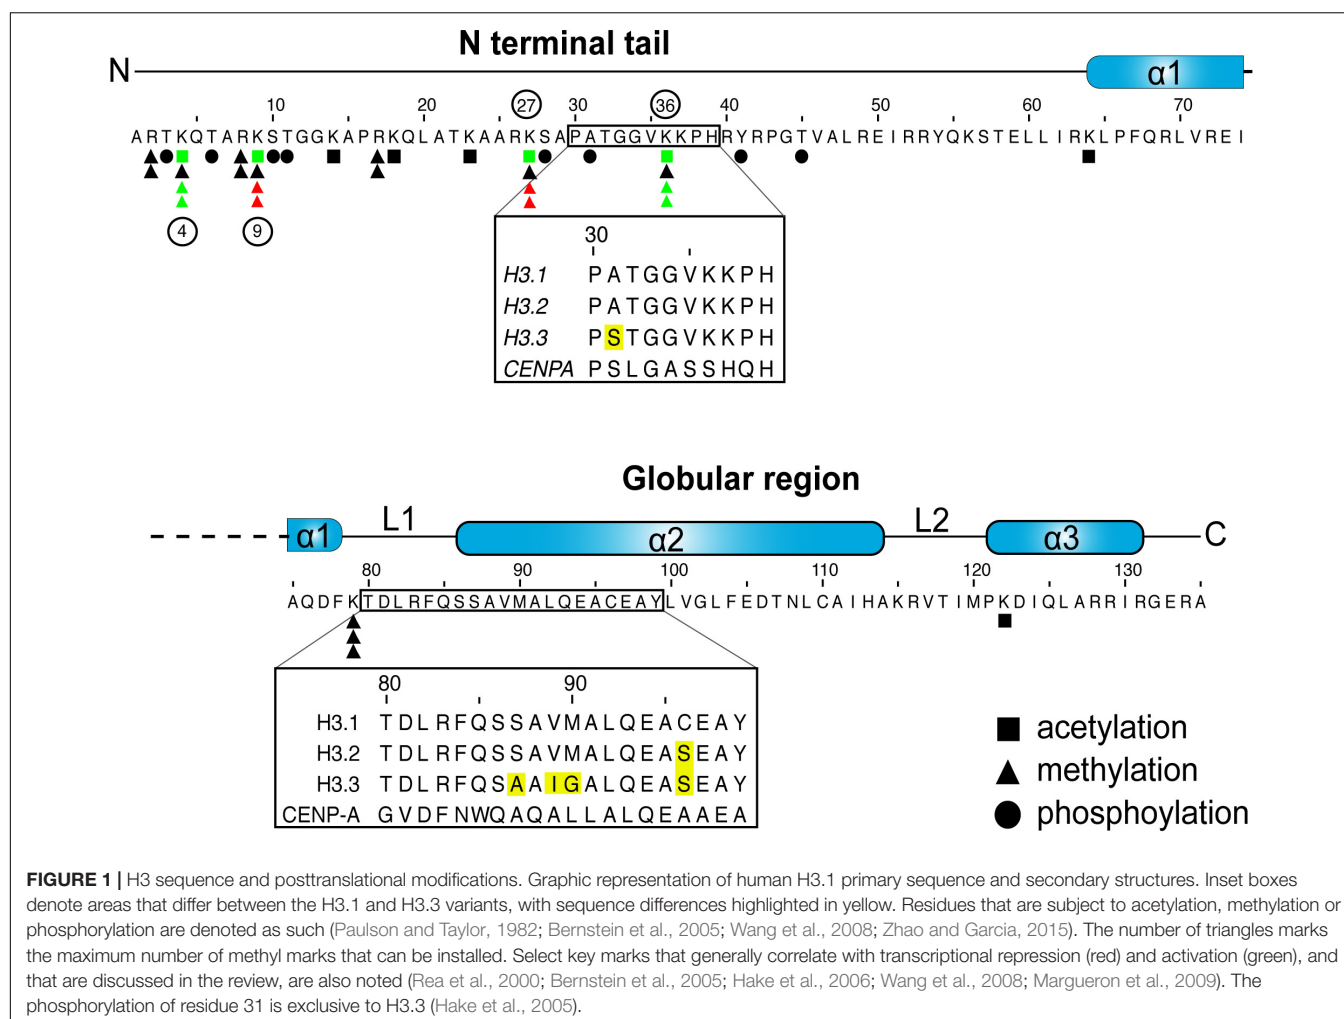 N terminal tail
N
α1
10 20 27 30 36 40 50 60 70
ARTKQTARKSTGGKAPRKQLATKAARKSAPATGGVKKPHRYRPGTVALREIRRYQKSTELLIRKLPFQRLVREI
4 9
30
H3.1 PATGGVKKPH
H3.2 PATGGVKKPH
H3.3 PSTGGVKKPH
CENPA PSLGASSHQH
Globular region
α1 L1 α2 L2 α3 C
80 90 100 110 120 130
AQDFKTDLRFQSSAVMALQEACEAYLVGLFEDTNLCAIHAKRVTIMPKDIQLARRIRGERA
80 90
H3.1 TDLRFQSSAVMALQEACEAY
H3.2 TDLRFQSSAVMALQEASEAY
H3.3 TDLRFQSAAIGALQEASEAY
CENP-A GVDFNWQAQALLALQEAAEA
acetylation
methylation
phosphoylation
FIGURE 1 | H3 sequence and posttranslational modifications. Graphic representation of human H3.1 primary sequence and secondary structures. Inset boxes
denote areas that differ between the H3.1 and H3.3 variants, with sequence differences highlighted in yellow. Residues that are subject to acetylation, methylation or
phosphorylation are denoted as such (Paulson and Taylor, 1982; Bernstein et al., 2005; Wang et al., 2008; Zhao and Garcia, 2015). The number of triangles marks
the maximum number of methyl marks that can be installed. Select key marks that generally correlate with transcriptional repression (red) and activation (green), and
that are discussed in the review, are also noted (Rea et al., 2000; Bernstein et al., 2005; Hake et al., 2006; Wang et al., 2008; Margueron et al., 2009). The
phosphorylation of residue 31 is exclusive to H3.3 (Hake et al., 2005).